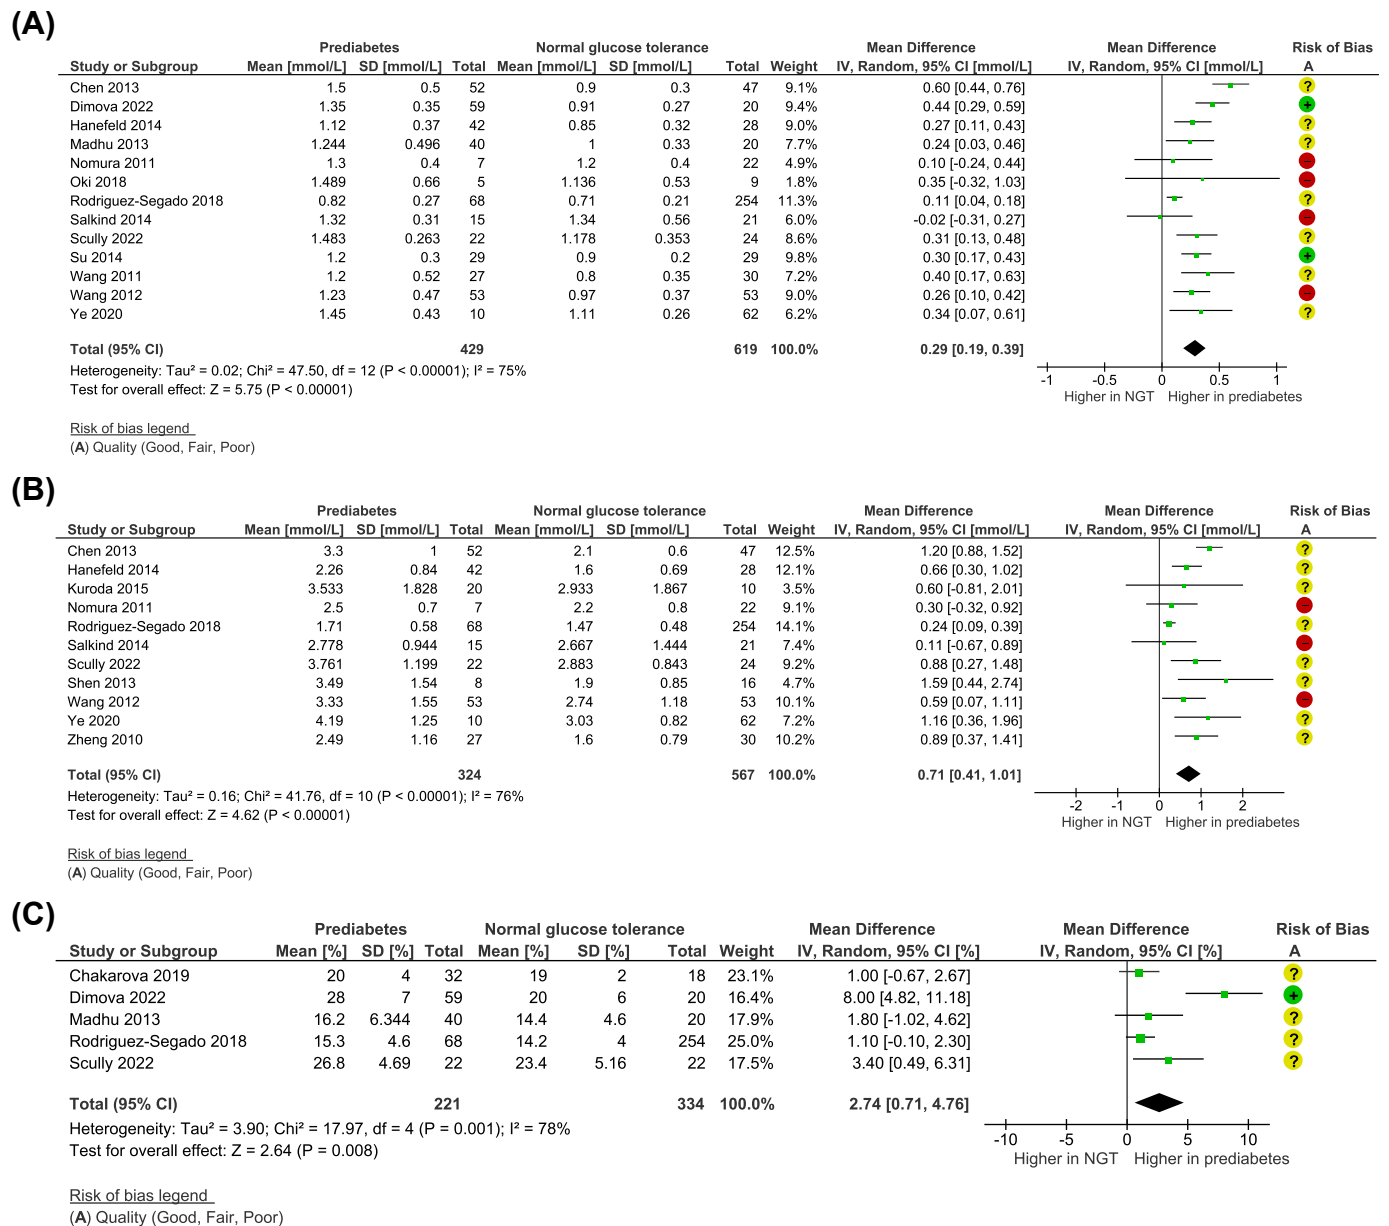 (A)
Prediabetes Normal glucose tolerance Mean Difference Mean Difference Risk of Bias
Study or Subgroup Mean [mmol/L] SD [mmol/L] Total Mean [mmol/L] SD [mmol/L] Total Weight IV, Random, 95% CI [mmol/L] IV, Random, 95% CI [mmol/L] A
Chen 2013 1.5 0.5 52 0.9 0.3 47 9.1% 0.60 [0.44, 0.76] ?
Dimova 2022 1.35 0.35 59 0.91 0.27 20 9.4% 0.44 [0.29, 0.59] +
Hanefeld 2014 1.12 0.37 42 0.85 0.32 28 9.0% 0.27 [0.11, 0.43] ?
Madhu 2013 1.244 0.496 40 1 0.33 20 7.7% 0.24 [0.03, 0.46] ?
Nomura 2011 1.3 0.4 7 1.2 0.4 22 4.9% 0.10 [-0.24, 0.44] −
Oki 2018 1.489 0.66 5 1.136 0.53 9 1.8% 0.35 [-0.32, 1.03] −
Rodriguez-Segado 2018 0.82 0.27 68 0.71 0.21 254 11.3% 0.11 [0.04, 0.18] ?
Salkind 2014 1.32 0.31 15 1.34 0.56 21 6.0% -0.02 [-0.31, 0.27] −
Scully 2022 1.483 0.263 22 1.178 0.353 24 8.6% 0.31 [0.13, 0.48] ?
Su 2014 1.2 0.3 29 0.9 0.2 29 9.8% 0.30 [0.17, 0.43] +
Wang 2011 1.2 0.52 27 0.8 0.35 30 7.2% 0.40 [0.17, 0.63] ?
Wang 2012 1.23 0.47 53 0.97 0.37 53 9.0% 0.26 [0.10, 0.42] −
Ye 2020 1.45 0.43 10 1.11 0.26 62 6.2% 0.34 [0.07, 0.61] ?
Total (95% CI) 429 619 100.0% 0.29 [0.19, 0.39]
Heterogeneity: Tau² = 0.02; Chi² = 47.50, df = 12 (P < 0.00001); I² = 75%
Test for overall effect: Z = 5.75 (P < 0.00001)
-1 -0.5 0 0.5 1
Higher in NGT Higher in prediabetes
Risk of bias legend
(A) Quality (Good, Fair, Poor)
(B)
Prediabetes Normal glucose tolerance Mean Difference Mean Difference Risk of Bias
Study or Subgroup Mean [mmol/L] SD [mmol/L] Total Mean [mmol/L] SD [mmol/L] Total Weight IV, Random, 95% CI [mmol/L] IV, Random, 95% CI [mmol/L] A
Chen 2013 3.3 1 52 2.1 0.6 47 12.5% 1.20 [0.88, 1.52] ?
Hanefeld 2014 2.26 0.84 42 1.6 0.69 28 12.1% 0.66 [0.30, 1.02] ?
Kuroda 2015 3.533 1.828 20 2.933 1.867 10 3.5% 0.60 [-0.81, 2.01] ?
Nomura 2011 2.5 0.7 7 2.2 0.8 22 9.1% 0.30 [-0.32, 0.92] −
Rodriguez-Segado 2018 1.71 0.58 68 1.47 0.48 254 14.1% 0.24 [0.09, 0.39] ?
Salkind 2014 2.778 0.944 15 2.667 1.444 21 7.4% 0.11 [-0.67, 0.89] −
Scully 2022 3.761 1.199 22 2.883 0.843 24 9.2% 0.88 [0.27, 1.48] ?
Shen 2013 3.49 1.54 8 1.9 0.85 16 4.7% 1.59 [0.44, 2.74] ?
Wang 2012 3.33 1.55 53 2.74 1.18 53 10.1% 0.59 [0.07, 1.11] −
Ye 2020 4.19 1.25 10 3.03 0.82 62 7.2% 1.16 [0.36, 1.96] ?
Zheng 2010 2.49 1.16 27 1.6 0.79 30 10.2% 0.89 [0.37, 1.41] ?
Total (95% CI) 324 567 100.0% 0.71 [0.41, 1.01]
Heterogeneity: Tau² = 0.16; Chi² = 41.76, df = 10 (P < 0.00001); I² = 76%
Test for overall effect: Z = 4.62 (P < 0.00001)
-2 -1 0 1 2
Higher in NGT Higher in prediabetes
Risk of bias legend
(A) Quality (Good, Fair, Poor)
(C)
Prediabetes Normal glucose tolerance Mean Difference Mean Difference Risk of Bias
Study or Subgroup Mean [%] SD [%] Total Mean [%] SD [%] Total Weight IV, Random, 95% CI [%] IV, Random, 95% CI [%] A
Chakarova 2019 20 4 32 19 2 18 23.1% 1.00 [-0.67, 2.67] ?
Dimova 2022 28 7 59 20 6 20 16.4% 8.00 [4.82, 11.18] +
Madhu 2013 16.2 6.344 40 14.4 4.6 20 17.9% 1.80 [-1.02, 4.62] ?
Rodriguez-Segado 2018 15.3 4.6 68 14.2 4 254 25.0% 1.10 [-0.10, 2.30] ?
Scully 2022 26.8 4.69 22 23.4 5.16 22 17.5% 3.40 [0.49, 6.31] ?
Total (95% CI) 221 334 100.0% 2.74 [0.71, 4.76]
Heterogeneity: Tau² = 3.90; Chi² = 17.97, df = 4 (P = 0.001); I² = 78%
Test for overall effect: Z = 2.64 (P = 0.008)
-10 -5 0 5 10
Higher in NGT Higher in prediabetes
Risk of bias legend
(A) Quality (Good, Fair, Poor)